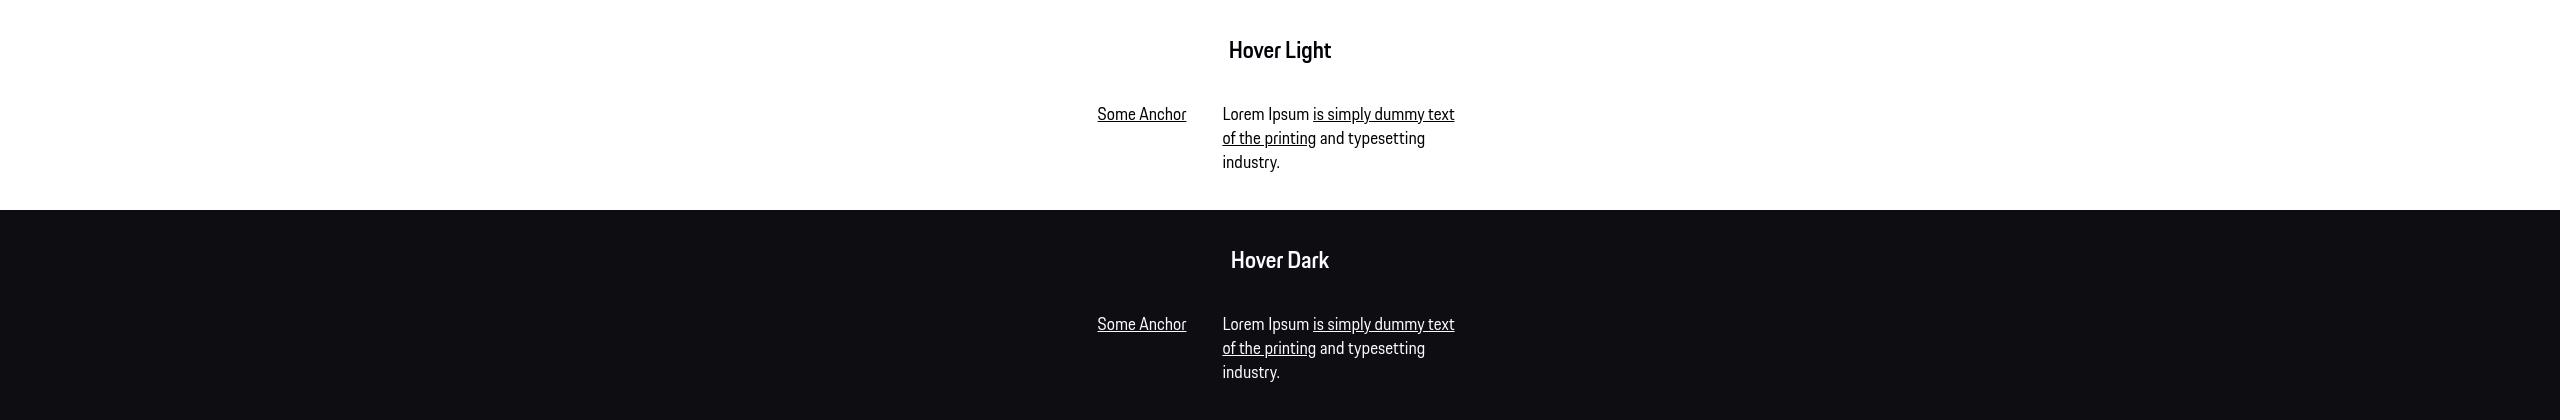 Hover Light
Some Anchor
Lorem Ipsum is simply dummy text
of the printing and typesetting
industry.
Hover Dark
Some Anchor
Lorem Ipsum is simply dummy text
of the printing and typesetting
industry.